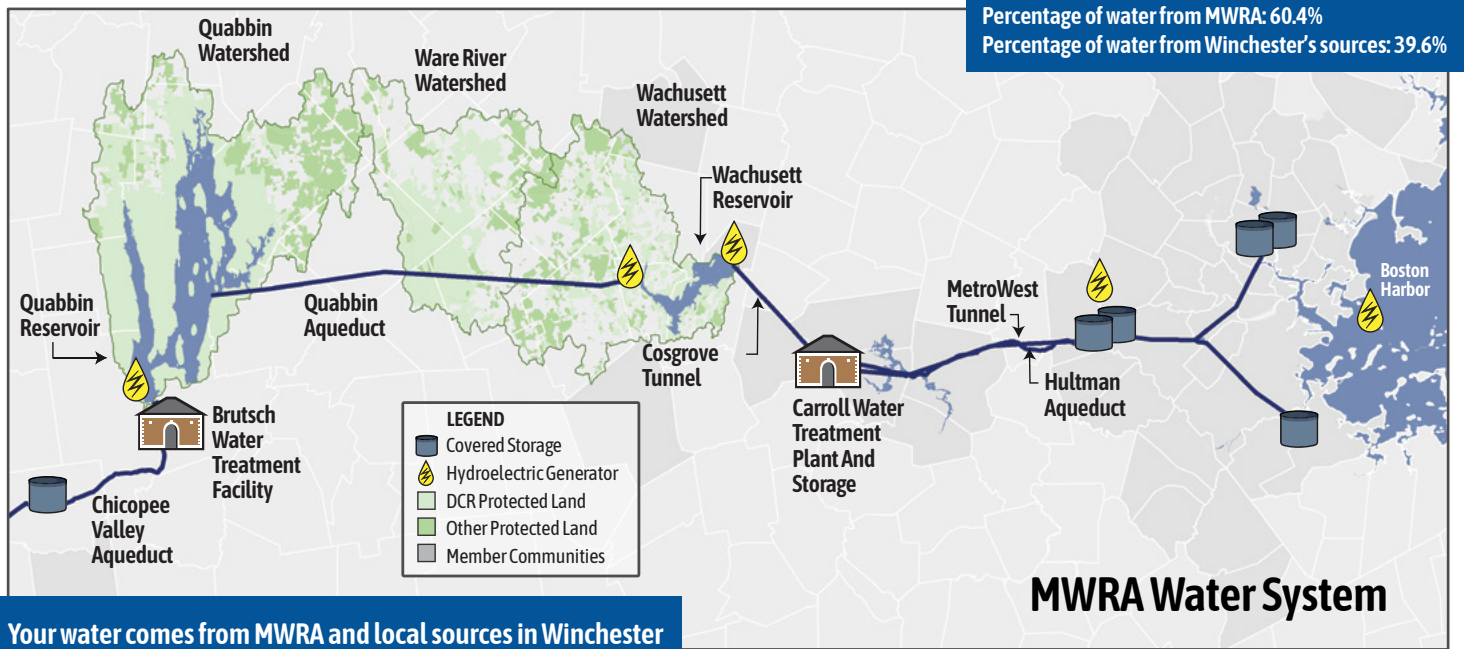 Percentage of water from MWRA: 60.4%
Percentage of water from Winchester's sources: 39.6%
Quabbin
Watershed
Ware River
Watershed
Wachusett
Watershed
Wachusett
Reservoir
Quabbin
Reservoir
Quabbin
Aqueduct
Cosgrove
Tunnel
MetroWest
Tunnel
Boston
Harbor
Hultman
Aqueduct
Brutsch
Water
Treatment
Facility
Carroll Water
Treatment
Plant And
Storage
Chicopee
Valley
Aqueduct
LEGEND
Covered Storage
Hydroelectric Generator
DCR Protected Land
Other Protected Land
Member Communities
MWRA Water System
Your water comes from MWRA and local sources in Winchester